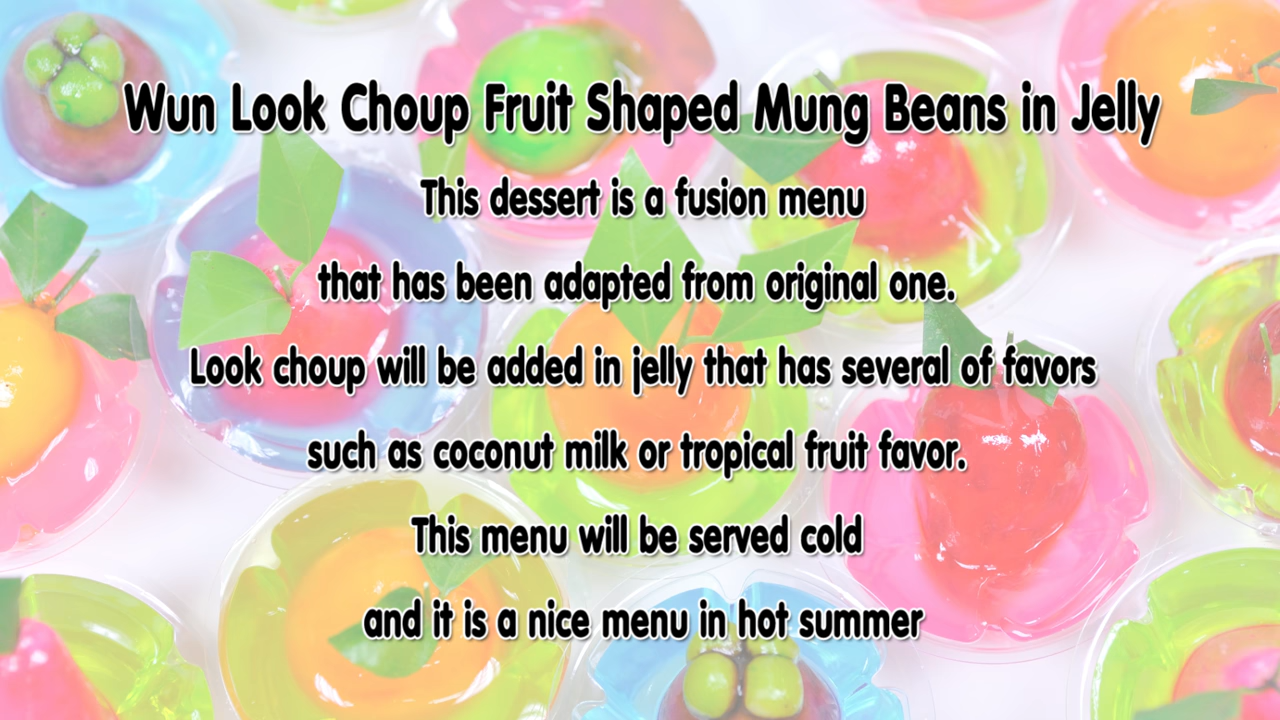 Wun Look Choup Fruit Shaped Mung Beans in Jelly
This dessert is a fusion menu
that has been adapted from original one.
Look choup will be added in jelly that has several of favors
such as coconut milk or tropical fruit favor.
This menu will be served cold
and it is a nice menu in hot summer